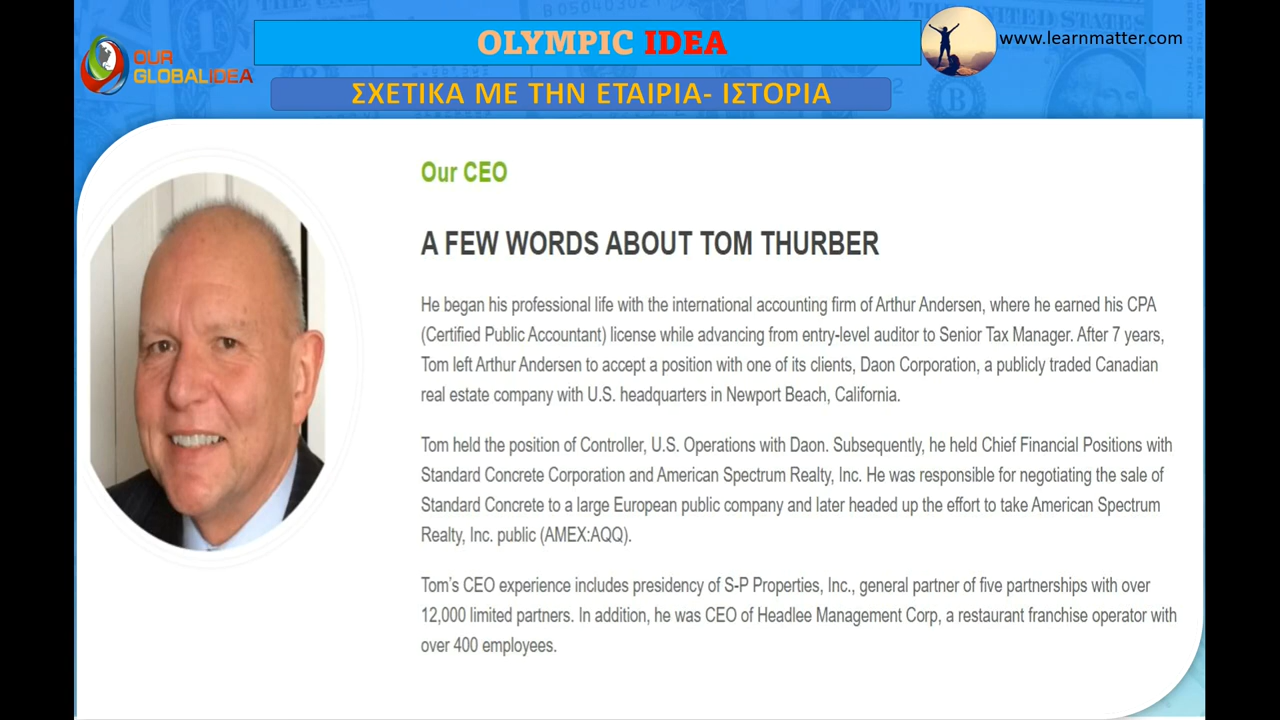 OLYMPIC IDEA
www.learnmatter.com
OUR
GLOBALIDEA
ΣΧΕΤΙΚΑ ΜΕ ΤΗΝ ΕΤΑΙΡΙΑ- ΙΣΤΟΡΙΑ
Our CEO
A FEW WORDS ABOUT TOM THURBER
He began his professional life with the international accounting firm of Arthur Andersen, where he earned his CPA
(Certified Public Accountant) license while advancing from entry-level auditor to Senior Tax Manager. After 7 years,
Tom left Arthur Andersen to accept a position with one of its clients, Daon Corporation, a publicly traded Canadian
real estate company with U.S. headquarters in Newport Beach, California.
Tom held the position of Controller, U.S. Operations with Daon. Subsequently, he held Chief Financial Positions with
Standard Concrete Corporation and American Spectrum Realty, Inc. He was responsible for negotiating the sale of
Standard Concrete to a large European public company and later headed up the effort to take American Spectrum
Realty, Inc. public (AMEX:AQQ).
Tom's CEO experience includes presidency of S-P Properties, Inc., general partner of five partnerships with over
12,000 limited partners. In addition, he was CEO of Headlee Management Corp, a restaurant franchise operator with
over 400 employees.